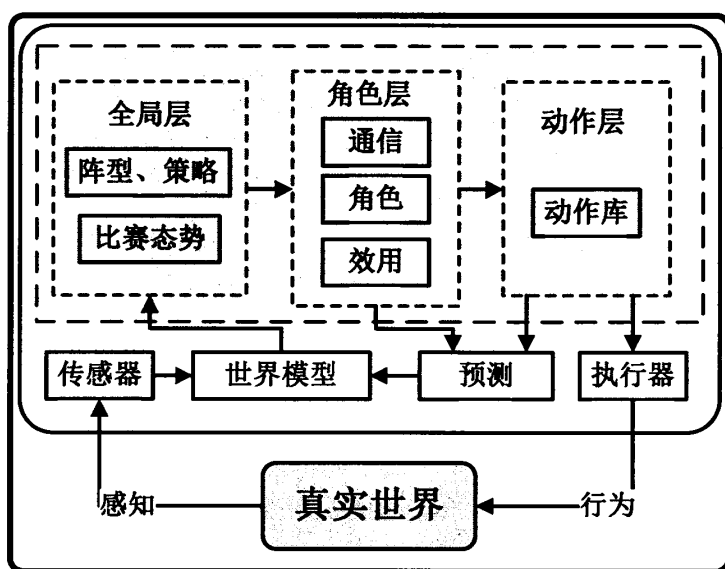 全局层
阵型、策略
比赛态势
角色层
通信
角色
效用
动作层
动作库
传感器
世界模型
预测
执行器
感知
真实世界
行为